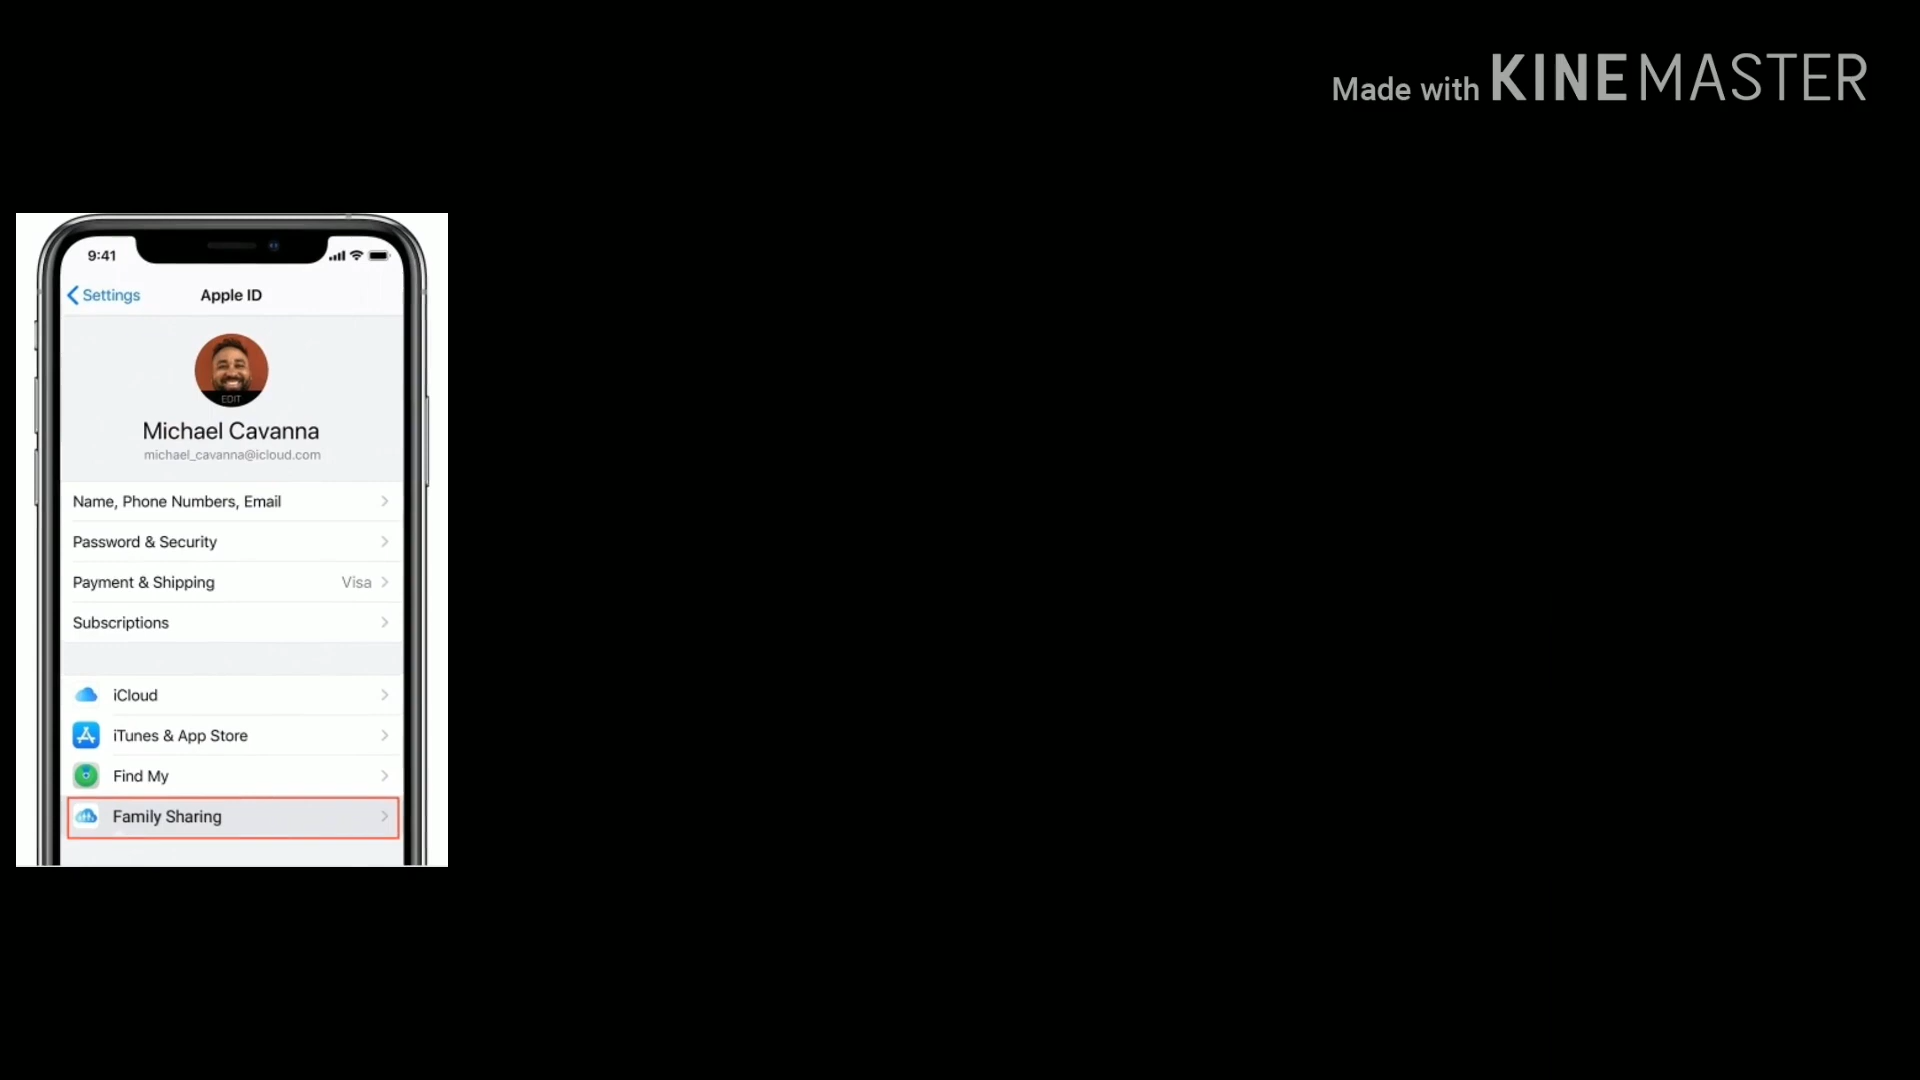 Made with KINEMASTER
9:41
Settings
Apple ID
EDIT
Michael Cavanna
michael_cavanna@icloud.com
Name, Phone Numbers, Email
Password & Security
Payment & Shipping Visa
Subscriptions
iCloud
iTunes & App Store
Find My
Family Sharing